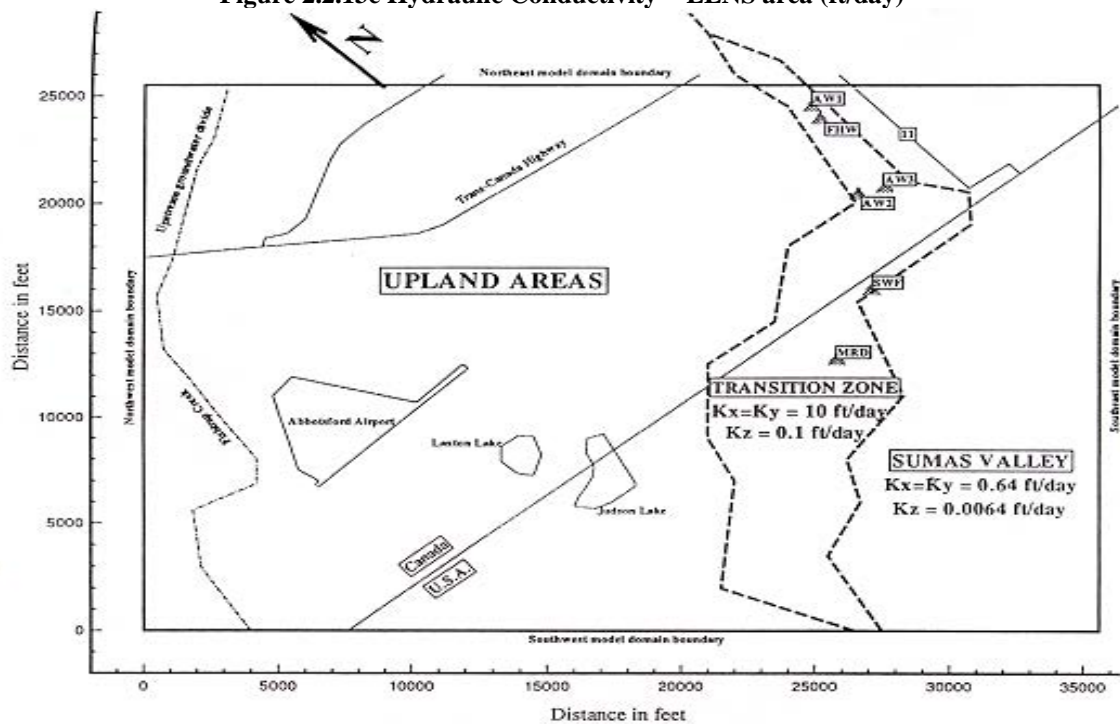 Figure 2.2.13c Hydraulic Conductivity – LENS area (ft/day)
N
Northeast model domain boundary
25000
AW1
FHW
11
Trans-Canada Highway
AW3
AW2
20000
UPLAND AREAS
Northwest model domain boundary
Southeast model domain boundary
SWF
15000
Distance in feet
MRD
TRANSITION ZONE
Kx=Ky = 10 ft/day
Kz = 0.1 ft/day
Fishtrap Creek
10000
Abbotsford Airport
Laxton Lake
SUMAS VALLEY
Kx=Ky = 0.64 ft/day
Kz = 0.0064 ft/day
Judson Lake
5000
Canada
U.S.A.
0
Southwest model domain boundary
0 5000 10000 15000 20000 25000 30000 35000
Distance in feet